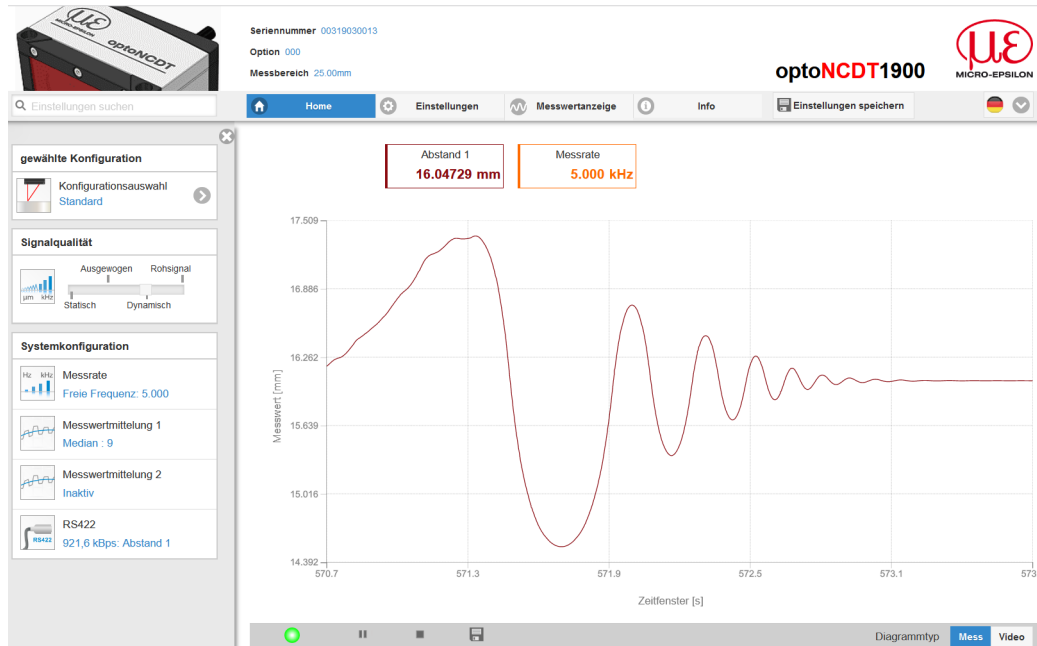 MICRO-EPSILON
optoNCDT
Seriennummer 00319030013
Option 000
Messbereich 25.00mm
optoNCDT1900
με
MICRO-EPSILON
Einstellungen suchen
Home
Einstellungen
Messwertanzeige
Info
Einstellungen speichern
gewählte Konfiguration
Konfigurationsauswahl
Standard
Signalqualität
Ausgewogen
Rohsignal
µm kHz
Statisch
Dynamisch
Systemkonfiguration
Hz kHz
Messrate
Freie Frequenz: 5.000
Messwertmittelung 1
Median : 9
Messwertmittelung 2
Inaktiv
RS422
RS422
921,6 kBps: Abstand 1
Abstand 1
16.04729 mm
Messrate
5.000 kHz
17.509
16.886
16.262
15.639
15.016
14.392
Messwert [mm]
570.7
571.3
571.9
572.5
573.1
573
Zeitfenster [s]
Diagrammtyp
Mess
Video